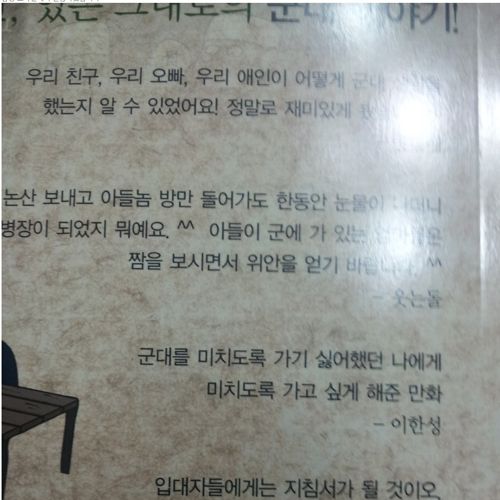 있는 그대로의 군대 이야기!
우리 친구, 우리 오빠, 우리 애인이 어떻게 군대
했는지 알 수 있었어요! 정말로 재미있게
논산 보내고 아들놈 방만 돌어가도 한동안 눈물이
병장이 되었지 뭐예요. ^^ 아들이 군에 가 있는
짬을 보시면서 위안을 얻기 바랍니다. ^^
- 웃는돌
군대를 미치도록 가기 싫어했던 나에게
미치도록 가고 싶게 해준 만화
- 이한성
입대자들에게는 지침서가 될 것이오,